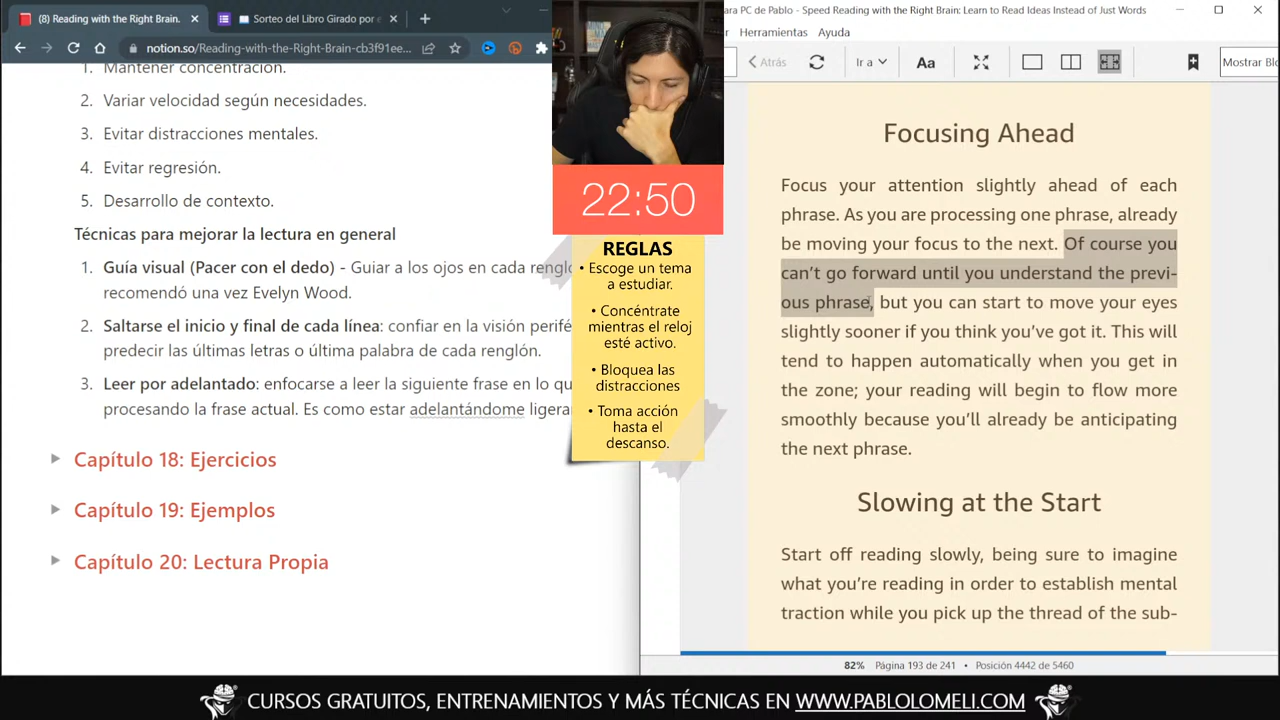 (8) Reading with the Right Brain.
Sorteo del Libro Girado por
notion.so/Reading-with-the-Right-Brain-cb3f91ee...
1. Mantener concentración.
2. Variar velocidad según necesidades.
3. Evitar distracciones mentales.
4. Evitar regresión.
5. Desarrollo de contexto.
Técnicas para mejorar la lectura en general
1. Guía visual (Pacer con el dedo) - Guiar a los ojos en cada renglo
recomendó una vez Evelyn Wood.
2. Saltarse el inicio y final de cada línea: confiar en la visión perifé
predecir las últimas letras o última palabra de cada renglón.
3. Leer por adelantado: enfocarse a leer la siguiente frase en lo qu
procesando la frase actual. Es como estar adelantándome ligera
Capítulo 18: Ejercicios
Capítulo 19: Ejemplos
Capítulo 20: Lectura Propia
22:50
REGLAS
• Escoge un tema
a estudiar.
• Concéntrate
mientras el reloj
esté activo.
• Bloquea las
distracciones
• Toma acción
hasta el
descanso.
ara PC de Pablo - Speed Reading with the Right Brain: Learn to Read Ideas Instead of Just Words
r Herramientas Ayuda
Atrás Ir a Aa Mostrar Blo
Focusing Ahead
Focus your attention slightly ahead of each
phrase. As you are processing one phrase, already
be moving your focus to the next. Of course you
can't go forward until you understand the previ-
ous phrase, but you can start to move your eyes
slightly sooner if you think you've got it. This will
tend to happen automatically when you get in
the zone; your reading will begin to flow more
smoothly because you'll already be anticipating
the next phrase.
Slowing at the Start
Start off reading slowly, being sure to imagine
what you're reading in order to establish mental
traction while you pick up the thread of the sub-
82% Página 193 de 241 • Posición 4442 de 5460
CURSOS GRATUITOS, ENTRENAMIENTOS Y MÁS TÉCNICAS EN WWW.PABLOLOMELI.COM